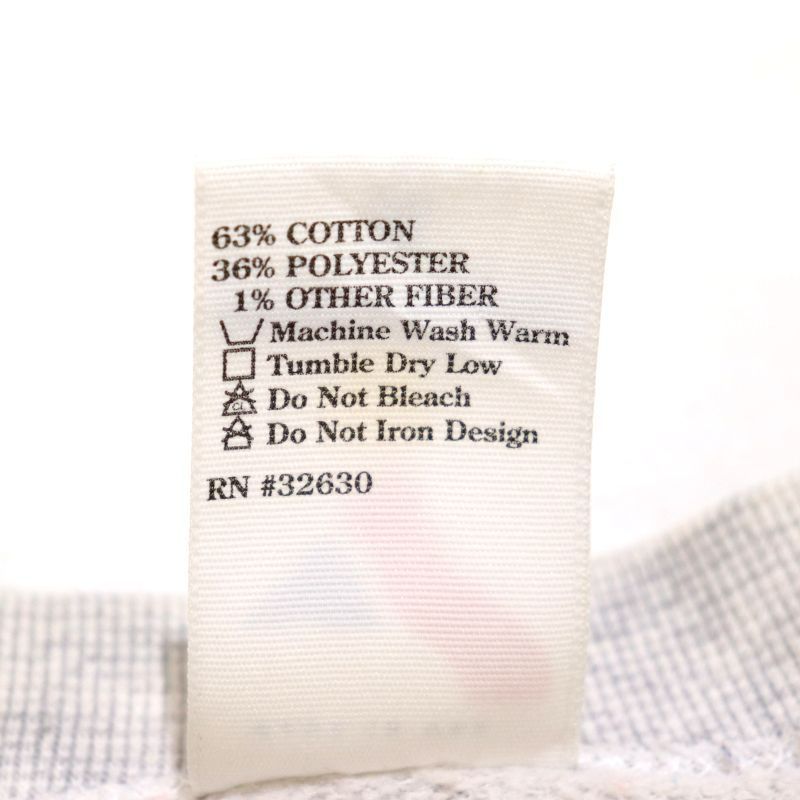 63% COTTON
36% POLYESTER
1% OTHER FIBER
Machine Wash Warm
Tumble Dry Low
Do Not Bleach
Do Not Iron Design
RN #32630